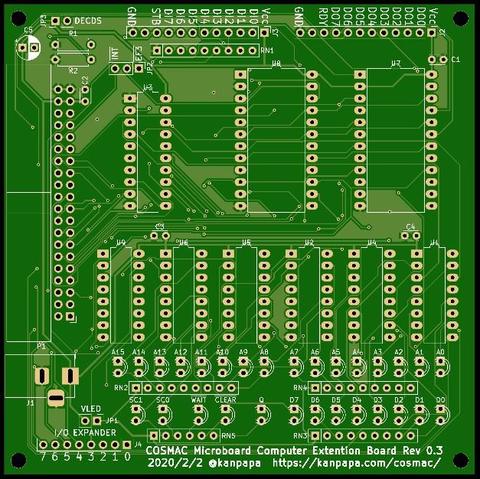 JP3 DECDS
GND
COSMAC
DI7
DI6
DI5
DI4
DI3
DI2
DI1
DI0
Vcc
J3
GND
RDY
DO7
DO6
DO5
DO4
DO3
DO2
DO1
DO0
Vcc
C5
R1
R2
INT
EF3
JP2
RN1
C1
C2
U3
U8
U7
C3
C4
U9 U6 U5 U2 U4 U1
A15 A14 A13 A12 A11 A10 A9 A8 A7 A6 A5 A4 A3 A2 A1 A0
P1
RN2 RN4
J1
SC1 SC0 WAIT CLEAR Q D7 D6 D5 D4 D3 D2 D1 D0
VLED
JP1
I/O EXPANDER
RN5 RN3
J4
7 6 5 4 3 2 1 0
COSMAC Microboard Computer Extention Board Rev 0.3
2020/2/2 @kanpapa https://kanpapa.com/cosmac/